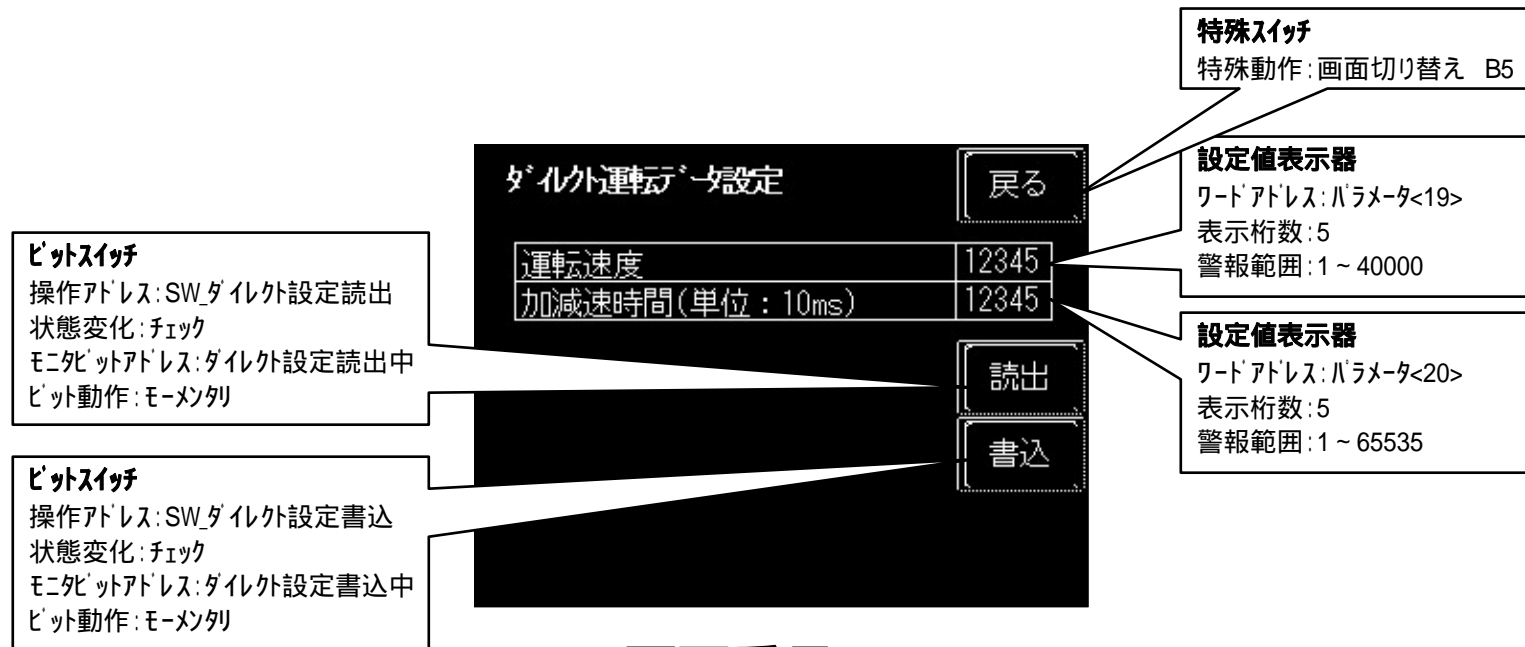 特殊ｽｲｯﾁ
特殊動作:画面切り替え B5
ﾀﾞｲﾚｸﾄ運転ﾃﾞｰﾀ設定
戻る
設定値表示器
ﾜｰﾄﾞｱﾄﾞﾚｽ:ﾊﾟﾗﾒｰﾀ<19>
表示桁数:5
警報範囲:1~40000
運転速度 12345
加減速時間(単位：10ms) 12345
ﾋﾞｯﾄｽｲｯﾁ
操作ｱﾄﾞﾚｽ:SW_ﾀﾞｲﾚｸﾄ設定読出
状態変化:ﾁｪｯｸ
ﾓﾆﾀﾋﾞｯﾄｱﾄﾞﾚｽ:ﾀﾞｲﾚｸﾄ設定読出中
ﾋﾞｯﾄ動作:ﾓｰﾒﾝﾀﾘ
設定値表示器
ﾜｰﾄﾞｱﾄﾞﾚｽ:ﾊﾟﾗﾒｰﾀ<20>
表示桁数:5
警報範囲:1~65535
読出
書込
ﾋﾞｯﾄｽｲｯﾁ
操作ｱﾄﾞﾚｽ:SW_ﾀﾞｲﾚｸﾄ設定書込
状態変化:ﾁｪｯｸ
ﾓﾆﾀﾋﾞｯﾄｱﾄﾞﾚｽ:ﾀﾞｲﾚｸﾄ設定書込中
ﾋﾞｯﾄ動作:ﾓｰﾒﾝﾀﾘ